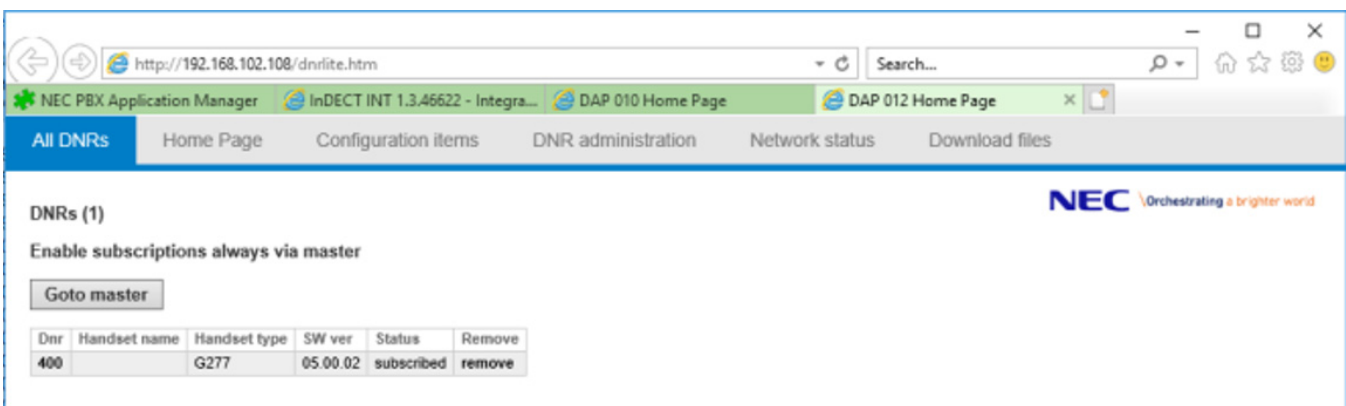 http://192.168.102.108/dnrlite.htm Search...
NEC PBX Application Manager InDECT INT 1.3.46622 - Integra... DAP 010 Home Page DAP 012 Home Page
All DNRs Home Page Configuration items DNR administration Network status Download files
NEC \Orchestrating a brighter world
DNRs (1)
Enable subscriptions always via master
Goto master
Dnr Handset name Handset type SW ver Status Remove
400 G277 05.00.02 subscribed remove